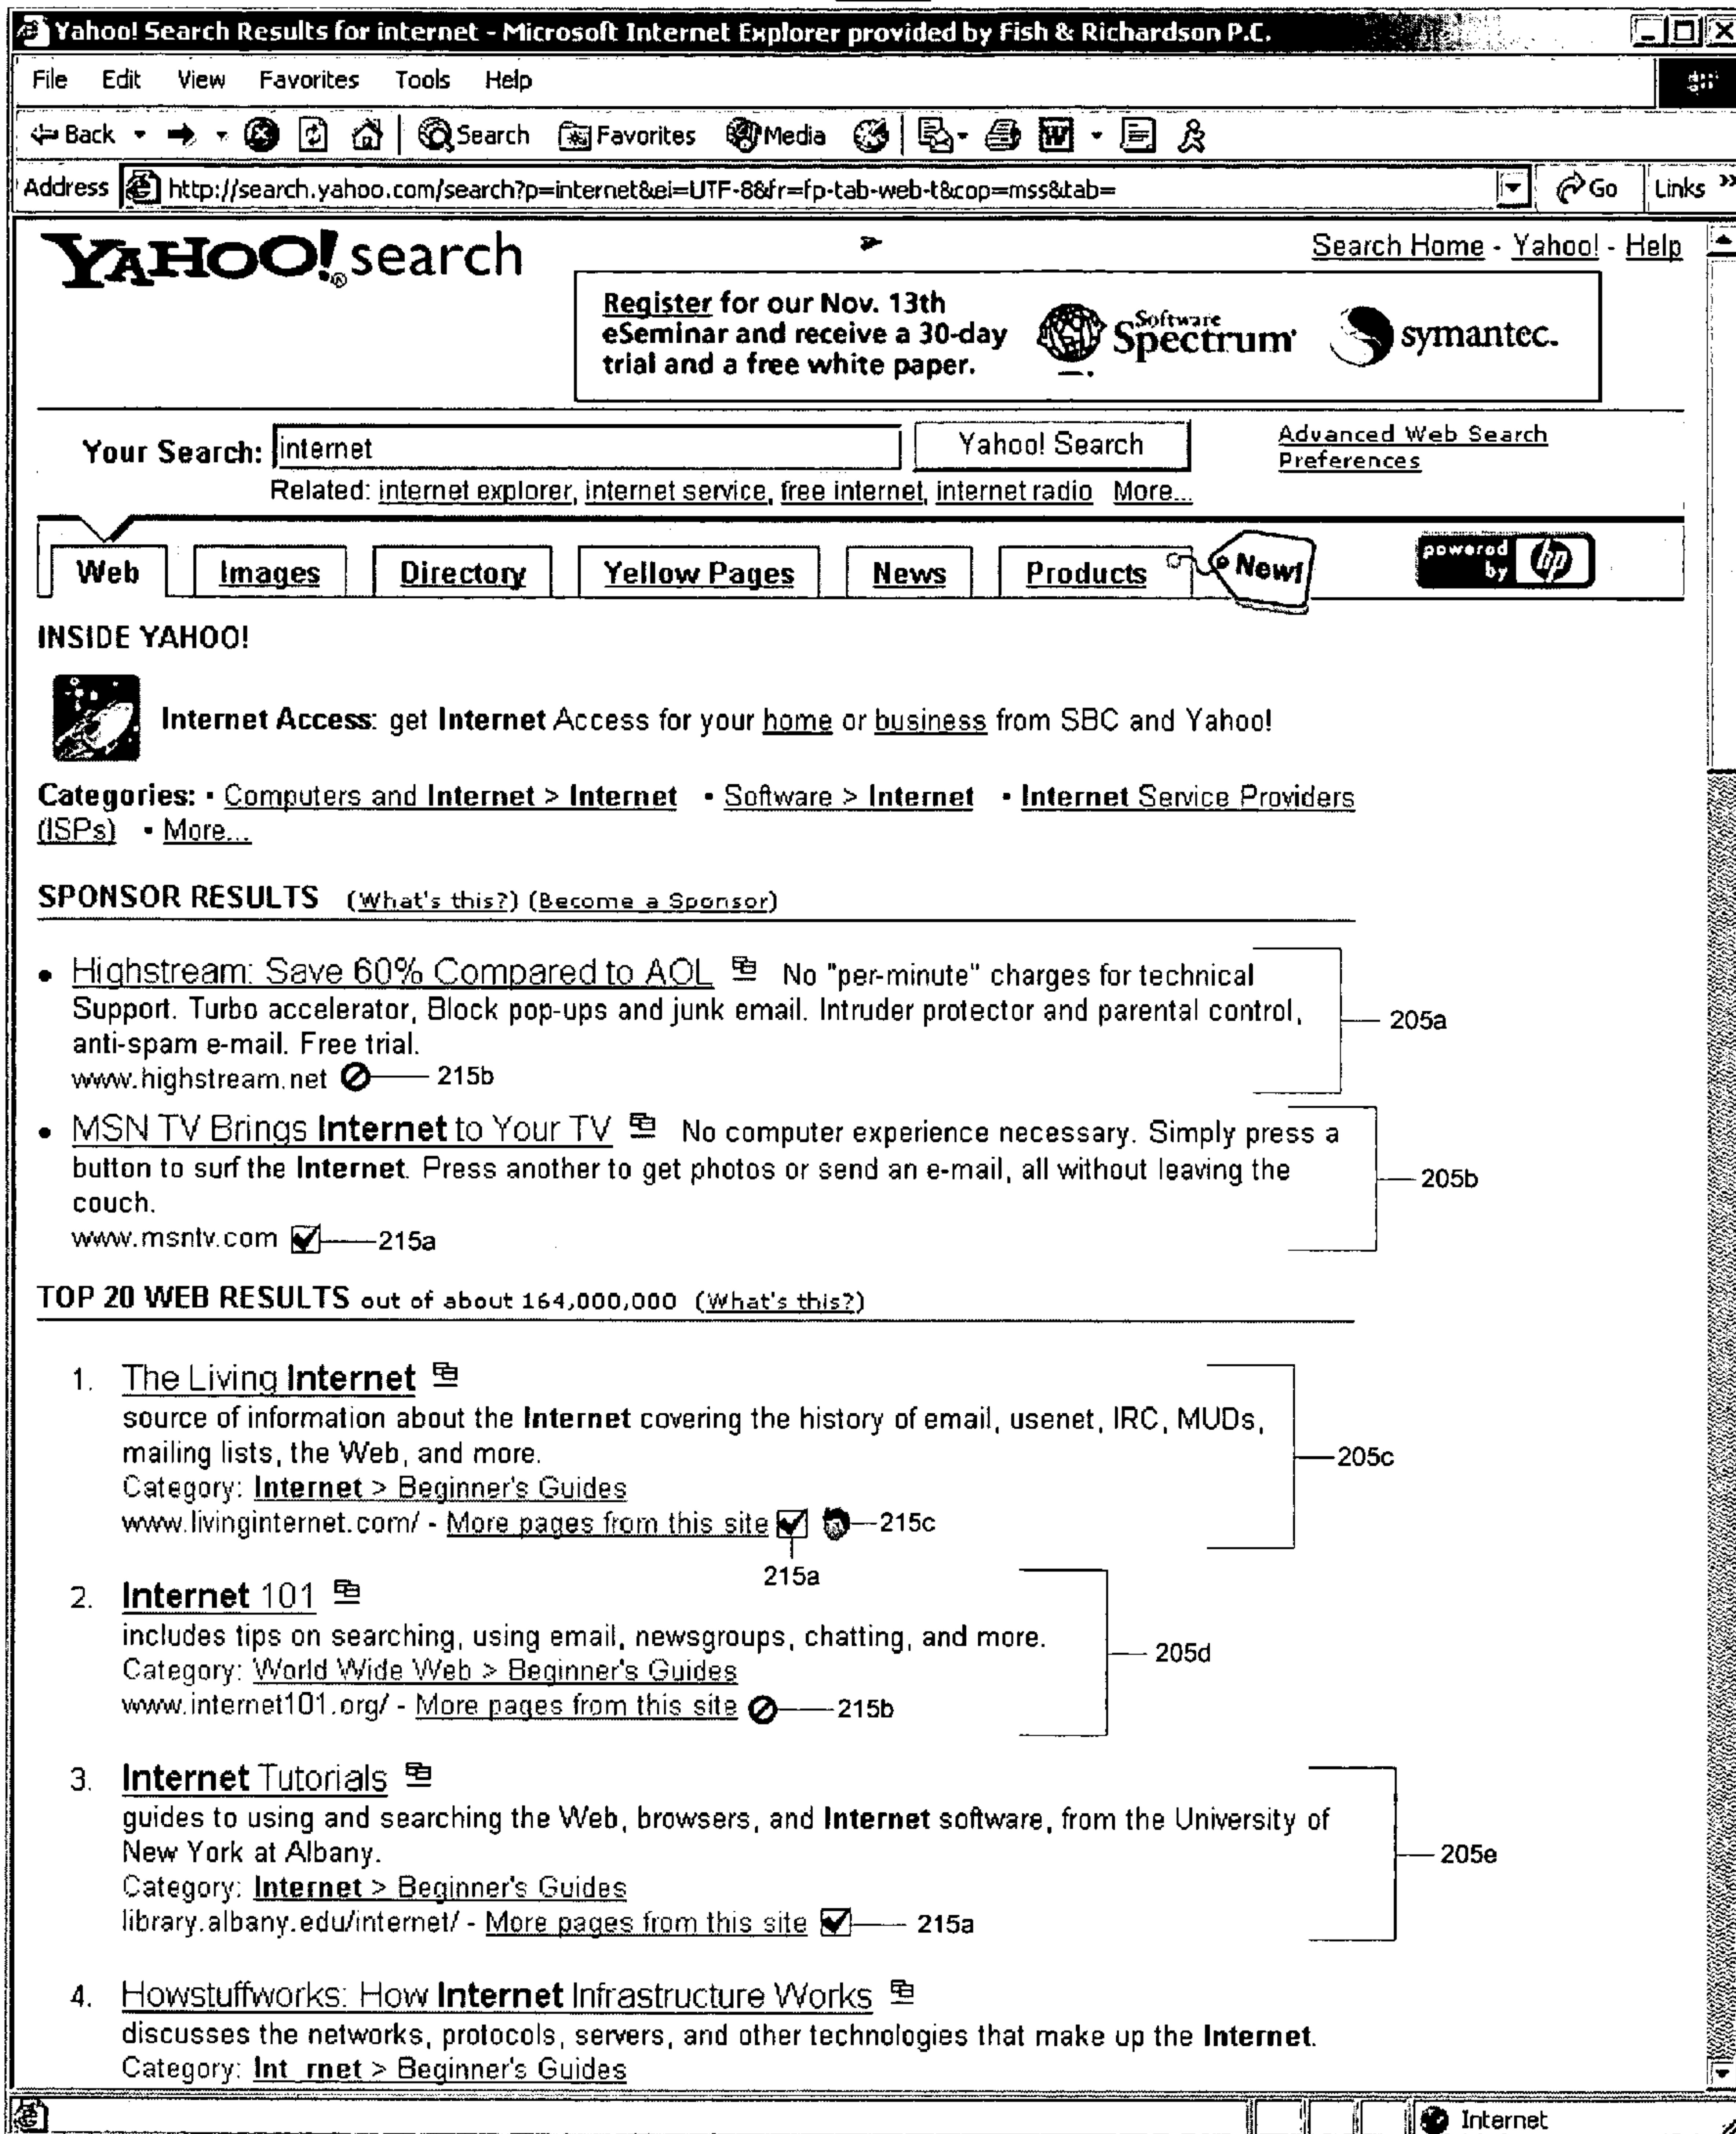 Yahoo! Search Results for internet - Microsoft Internet Explorer provided by Fish & Richardson P.C.
File Edit View Favorites Tools Help
Back Search Favorites Media
Address http://search.yahoo.com/search?p=internet&ei=UTF-8&fr=fp-tab-web-t&cop=mss&tab= Go Links »
YAHOO!® search Search Home - Yahoo! - Help
Register for our Nov. 13th
eSeminar and receive a 30-day
trial and a free white paper.
Software
Spectrum
symantec.
Your Search: internet Yahoo! Search Advanced Web Search
Preferences
Related: internet explorer, internet service, free internet, internet radio More...
Web Images Directory Yellow Pages News Products New! powered by hp
INSIDE YAHOO!
Internet Access: get Internet Access for your home or business from SBC and Yahoo!
Categories: • Computers and Internet > Internet • Software > Internet • Internet Service Providers
(ISPs) • More...
SPONSOR RESULTS (What's this?) (Become a Sponsor)
• Highstream: Save 60% Compared to AOL No "per-minute" charges for technical
Support. Turbo accelerator, Block pop-ups and junk email. Intruder protector and parental control,
205a
anti-spam e-mail. Free trial.
www.highstream.net 215b
• MSN TV Brings Internet to Your TV No computer experience necessary. Simply press a
button to surf the Internet. Press another to get photos or send an e-mail, all without leaving the
205b
couch.
www.msntv.com 215a
TOP 20 WEB RESULTS out of about 164,000,000 (What's this?)
1. The Living Internet
source of information about the Internet covering the history of email, usenet, IRC, MUDs,
mailing lists, the Web, and more.
205c
Category: Internet > Beginner's Guides
www.livinginternet.com/ - More pages from this site 215c
215a
2. Internet 101
includes tips on searching, using email, newsgroups, chatting, and more.
205d
Category: World Wide Web > Beginner's Guides
www.internet101.org/ - More pages from this site 215b
3. Internet Tutorials
guides to using and searching the Web, browsers, and Internet software, from the University of
New York at Albany.
205e
Category: Internet > Beginner's Guides
library.albany.edu/internet/ - More pages from this site 215a
4. Howstuffworks: How Internet Infrastructure Works
discusses the networks, protocols, servers, and other technologies that make up the Internet.
Category: Int rnet > Beginner's Guides
Internet